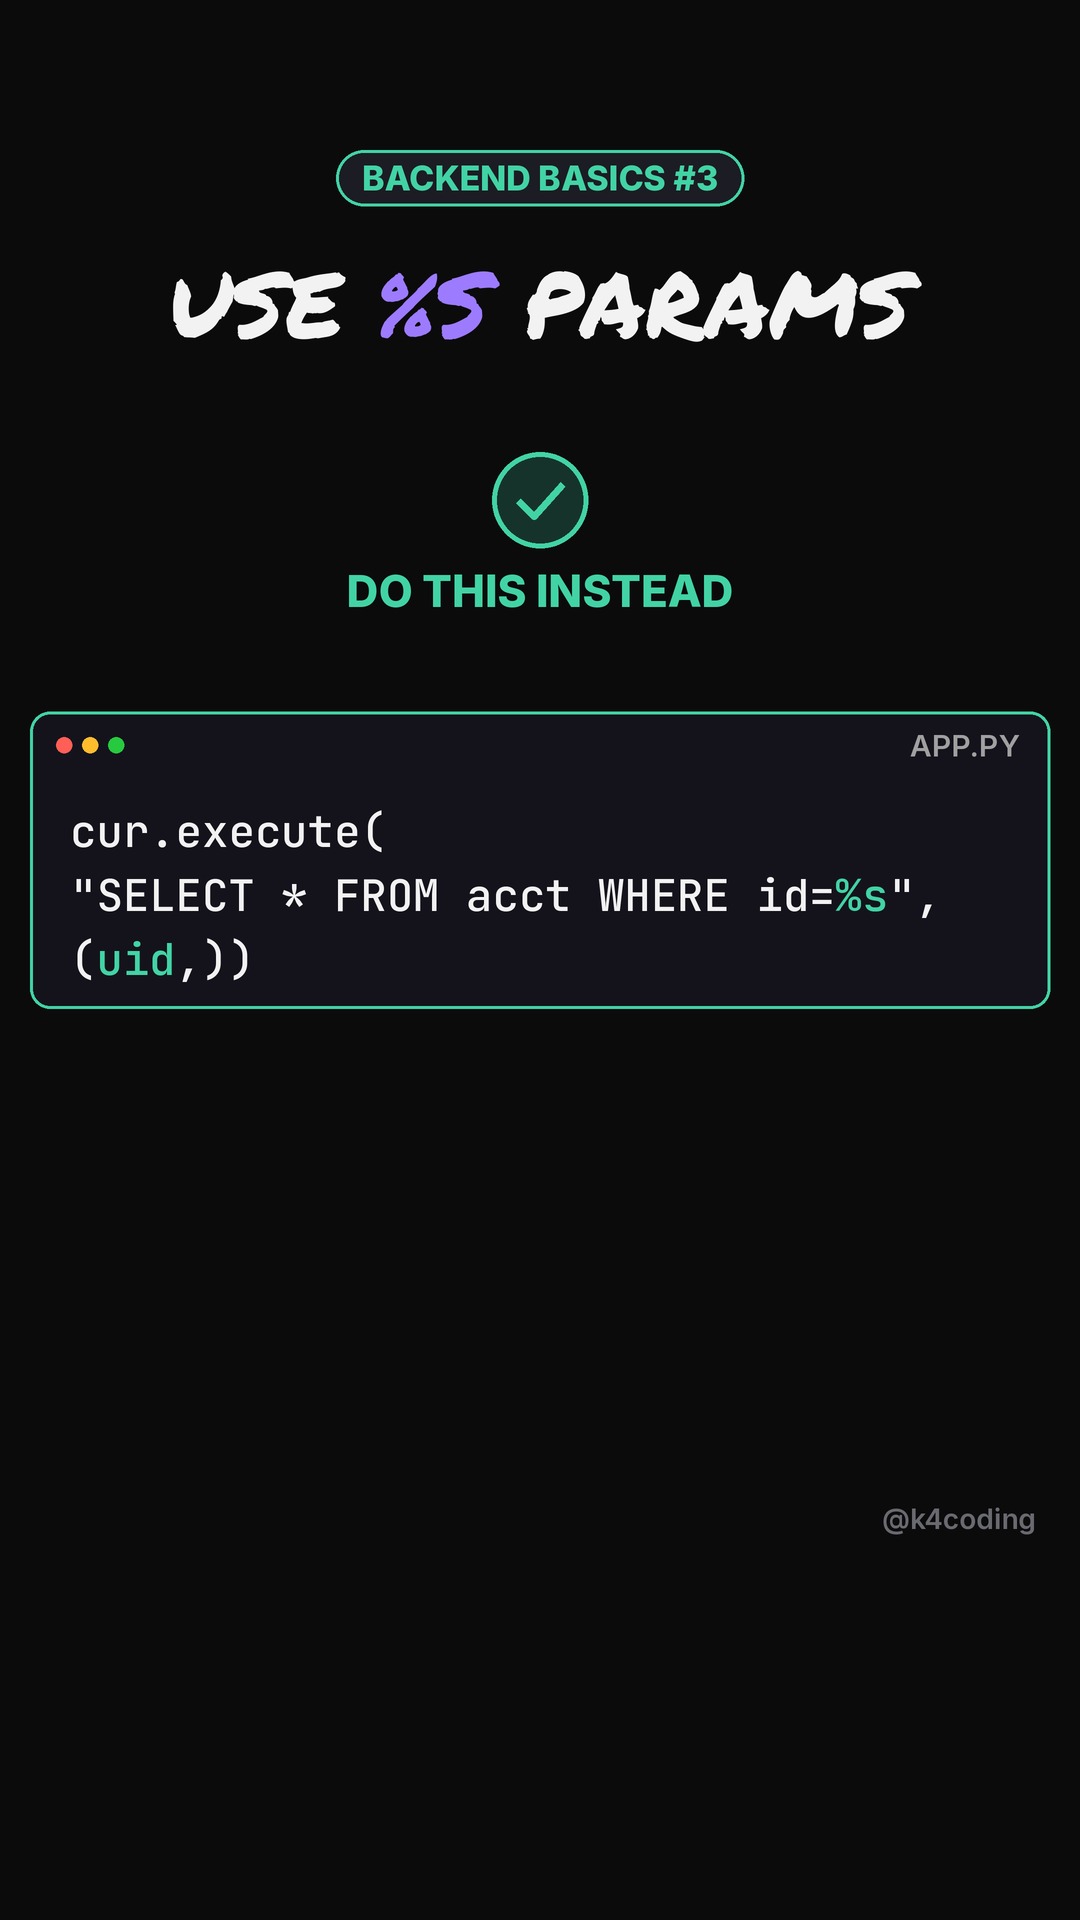 BACKEND BASICS #3
USE %S PARAMS
DO THIS INSTEAD
APP.PY
cur.execute(
"SELECT * FROM acct WHERE id=%s",
(uid,))
@k4coding